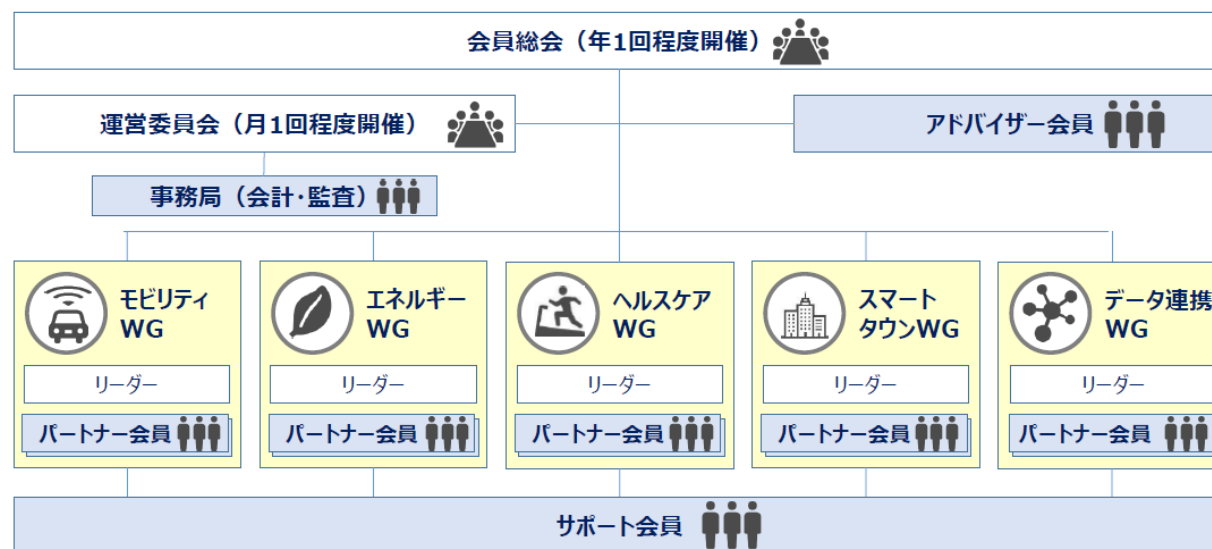 会員総会（年1回程度開催）
運営委員会（月1回程度開催）
アドバイザー会員
事務局（会計・監査）
モビリティ
WG
エネルギー
WG
ヘルスケア
WG
スマート
タウンWG
データ連携
WG
リーダー
リーダー
リーダー
リーダー
リーダー
パートナー会員
パートナー会員
パートナー会員
パートナー会員
パートナー会員
サポート会員